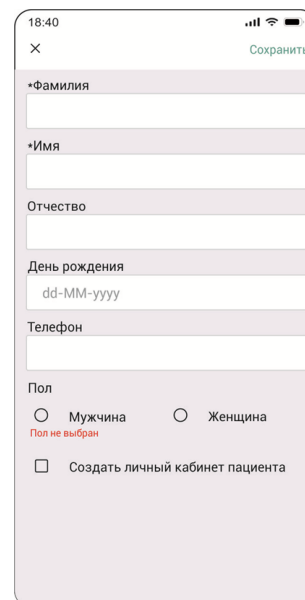 18:40
Сохранить
*Фамилия
*Имя
Отчество
День рождения
dd-MM-yyyy
Телефон
Пол
Мужчина Женщина
Пол не выбран
Создать личный кабинет пациента